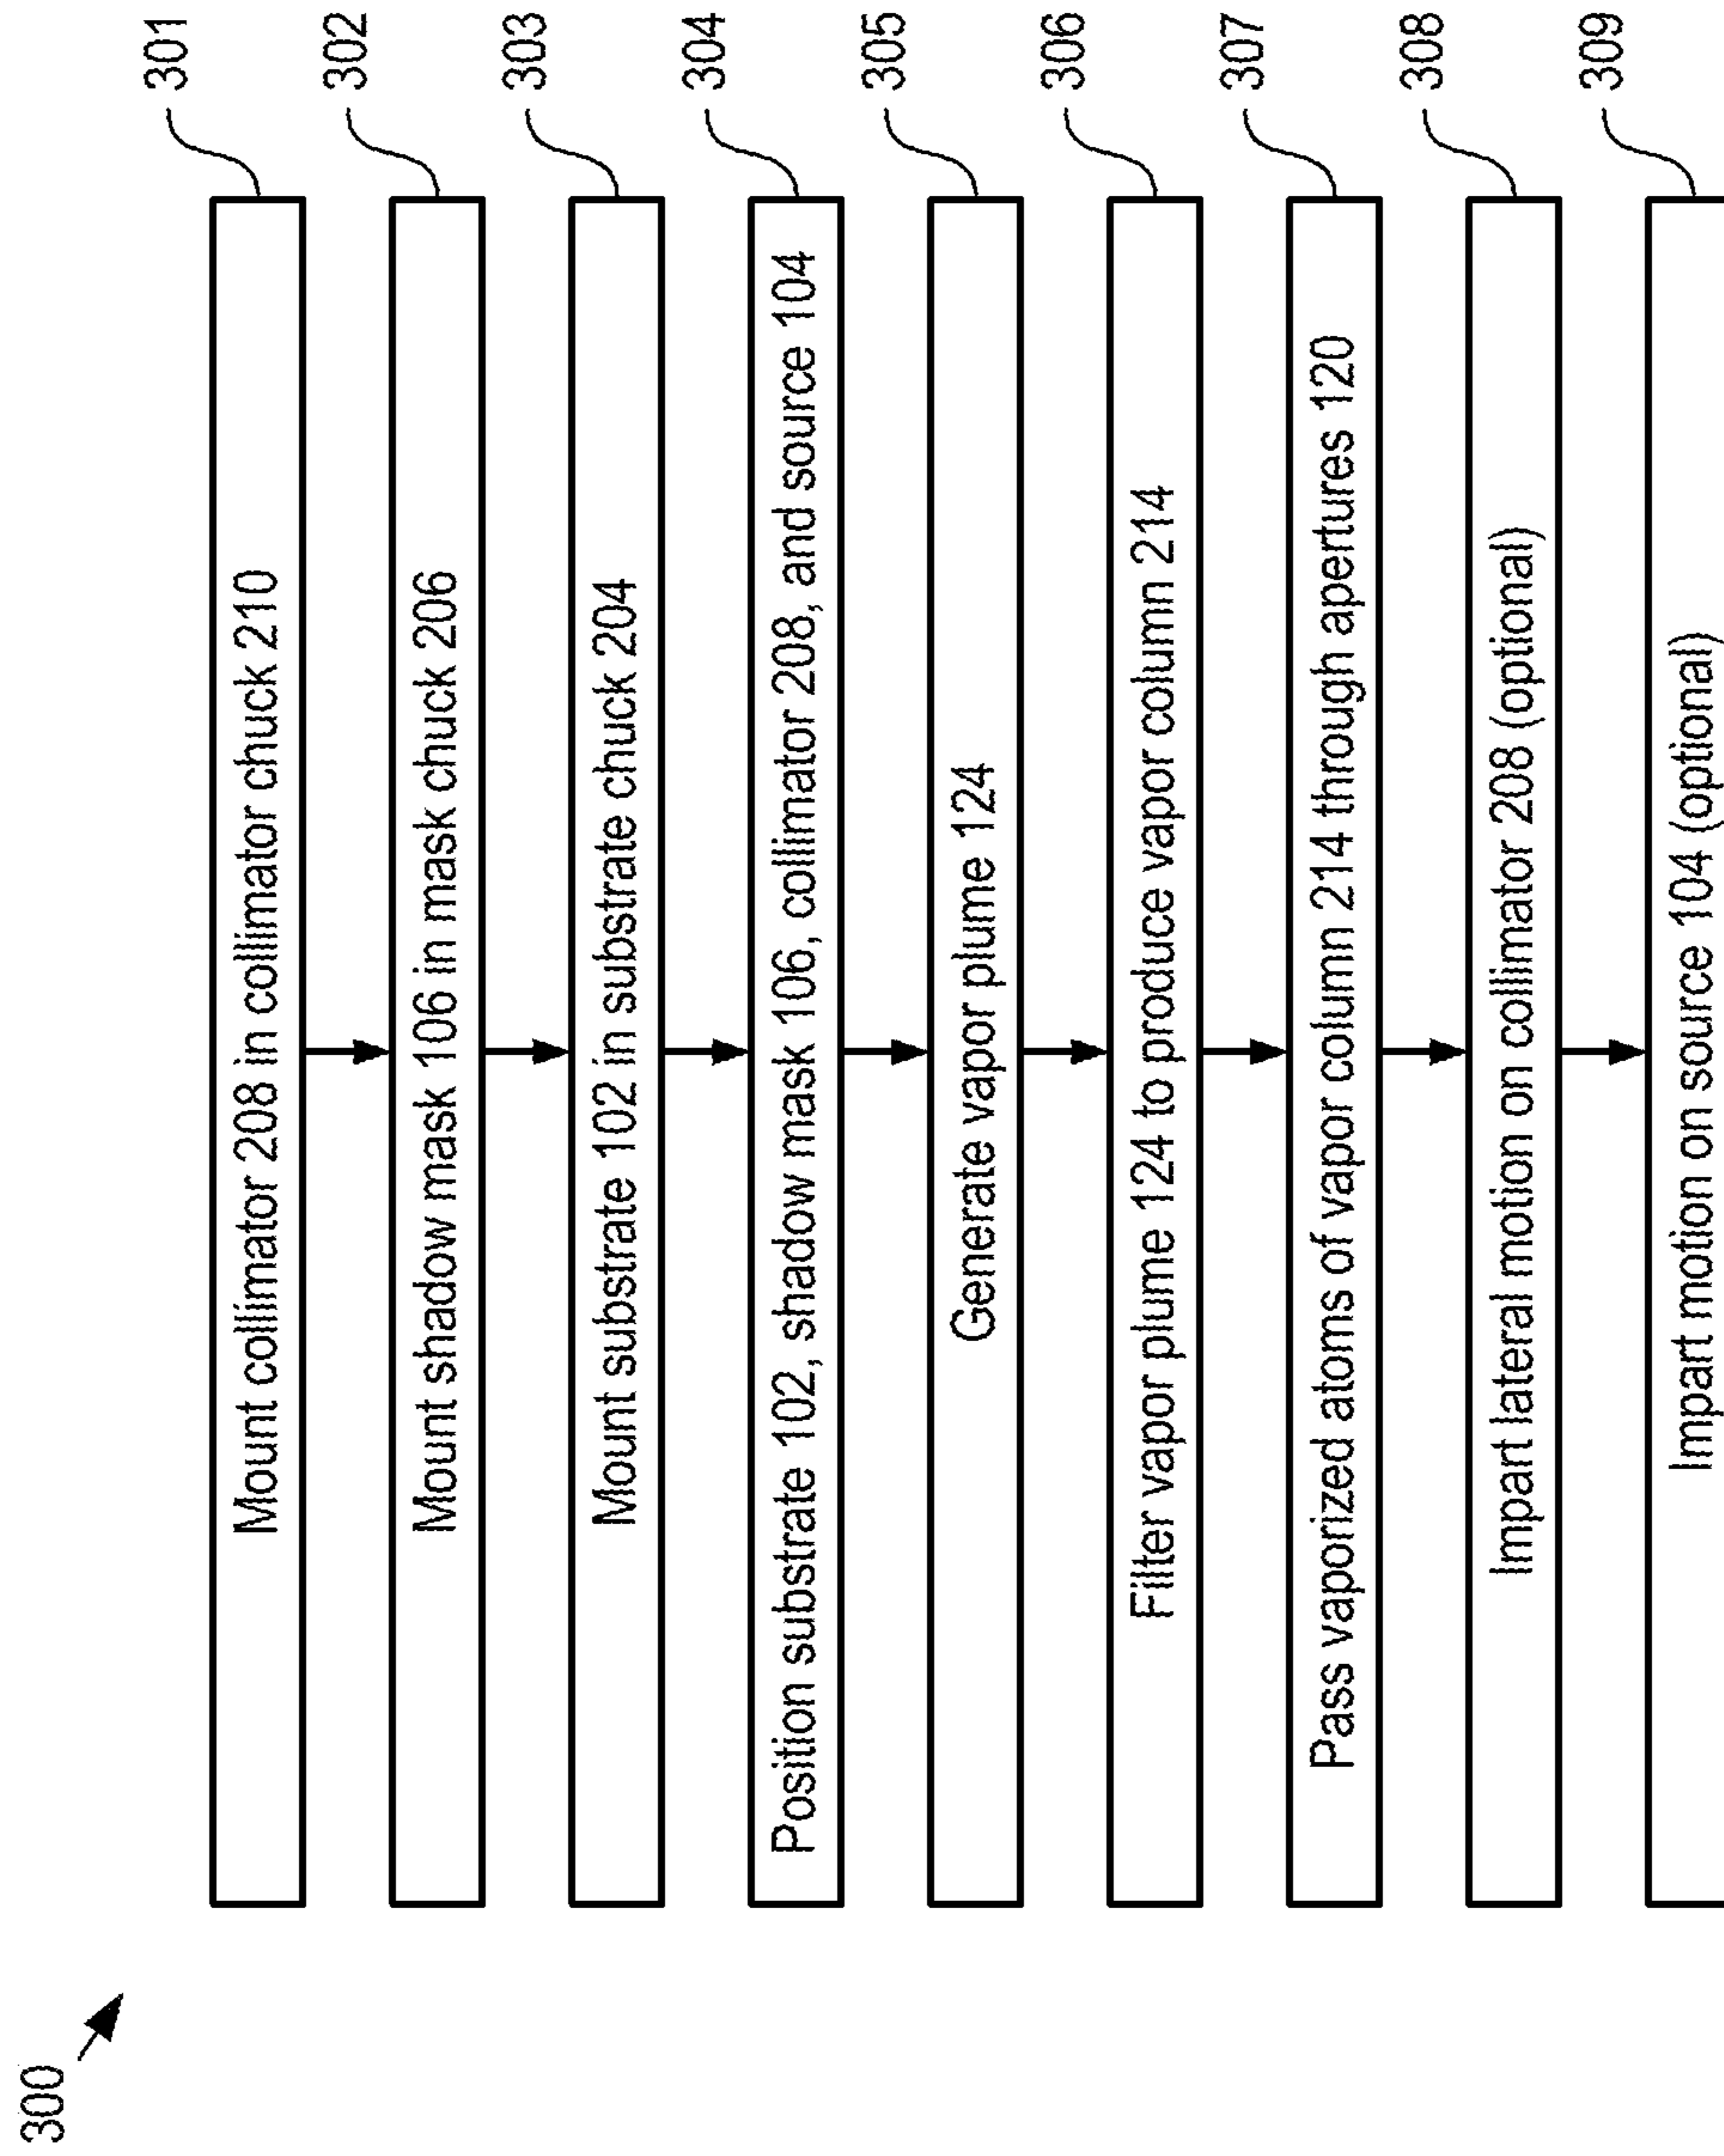 300
301
Mount collimator 208 in collimator chuck 210
302
Mount shadow mask 106 in mask chuck 206
303
Mount substrate 102 in substrate chuck 204
304
Position substrate 102, shadow mask 106, collimator 208, and source 104
305
Generate vapor plume 124
306
Filter vapor plume 124 to produce vapor column 214
307
Pass vaporized atoms of vapor column 214 through apertures 120
308
Impart lateral motion on collimator 208 (optional)
309
Impart motion on source 104 (optional)